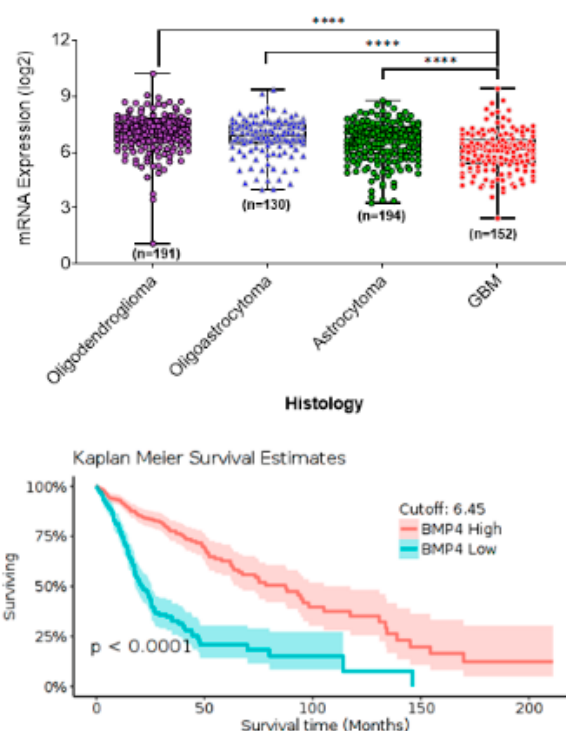 ****
****
****
mRNA Expression (log2)
12
9
6
3
0
(n=191)
(n=130)
(n=194)
(n=152)
Oligodendroglioma
Oligoastrocytoma
Astrocytoma
GBM
Histology
Kaplan Meier Survival Estimates
Surviving
100%
75%
50%
25%
0%
Cutoff: 6.45
BMP4 High
BMP4 Low
p < 0.0001
0
50
100
150
200
Survival time (Months)